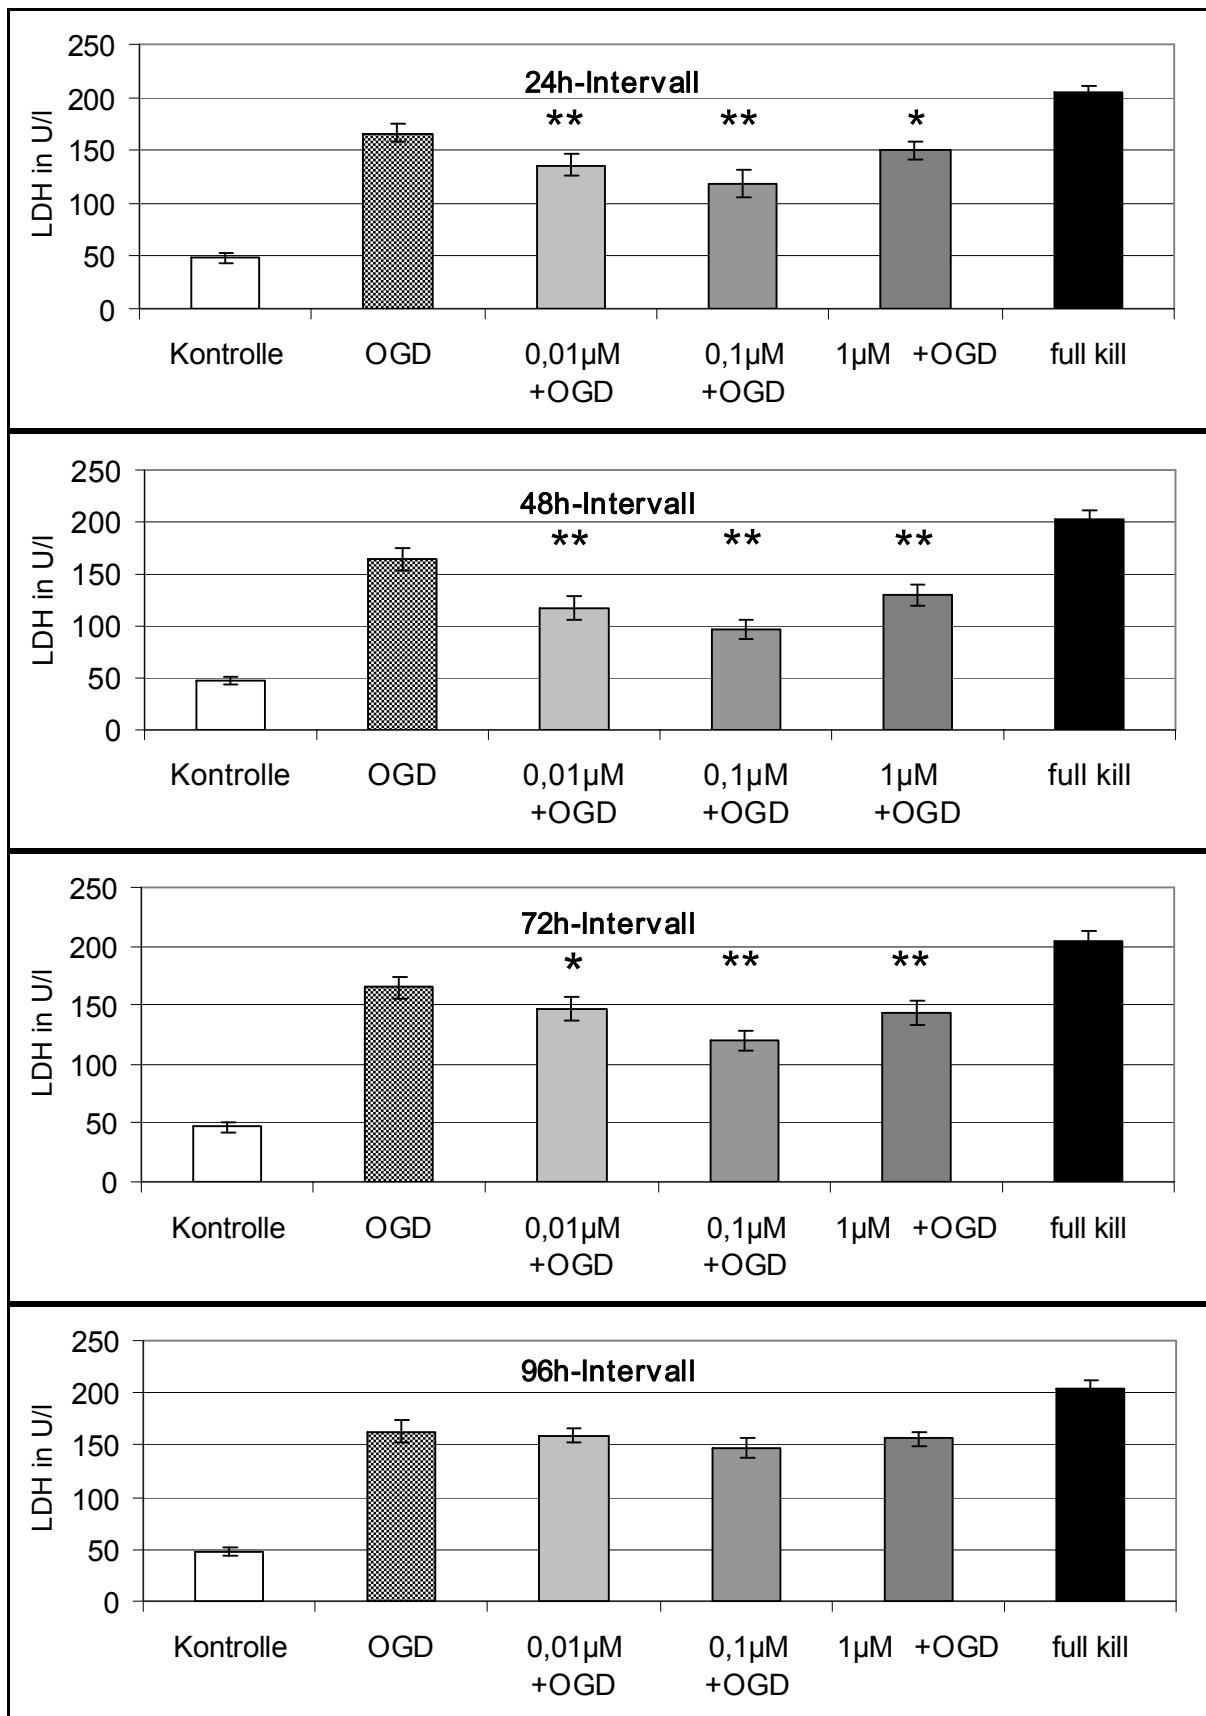 250
24h-Intervall
200
** ** *
150
100
50
0
LDH in U/l
Kontrolle OGD 0,01µM 0,1µM 1µM +OGD full kill
+OGD +OGD
250
48h-Intervall
200
** ** **
150
100
50
0
LDH in U/l
Kontrolle OGD 0,01µM 0,1µM 1µM full kill
+OGD +OGD +OGD
250
72h-Intervall
200
* ** **
150
100
50
0
LDH in U/l
Kontrolle OGD 0,01µM 0,1µM 1µM +OGD full kill
+OGD +OGD
250
96h-Intervall
200
150
100
50
0
LDH in U/l
Kontrolle OGD 0,01µM 0,1µM 1µM +OGD full kill
+OGD +OGD